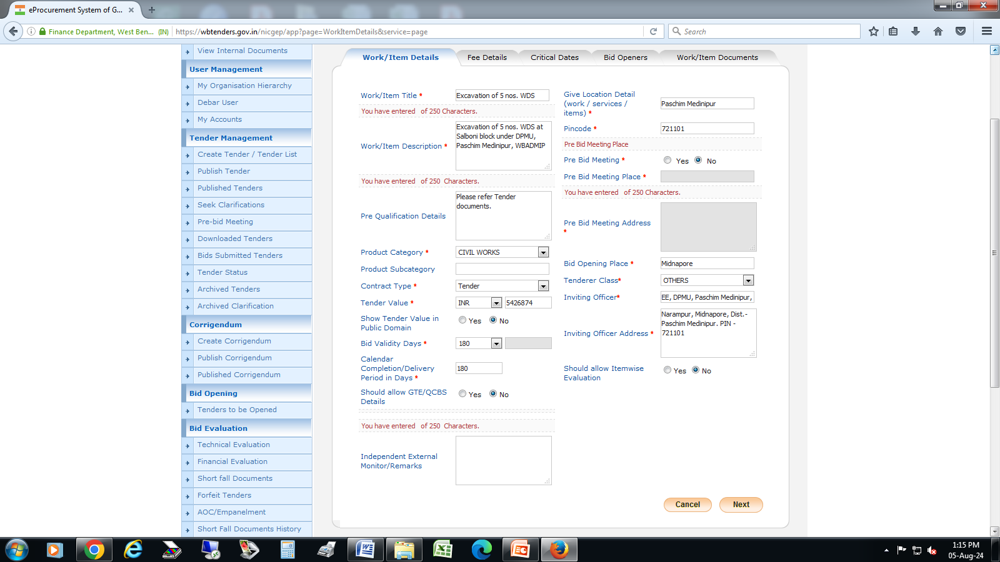 eProcurement System of G...
Finance Department, West Ben... (IN)
https://wbtenders.gov.in/nicgep/app?page=WorkItemDetails&service=page
Search
View Internal Documents
User Management
My Organisation Hierarchy
Debar User
My Accounts
Tender Management
Create Tender / Tender List
Publish Tender
Published Tenders
Seek Clarifications
Pre-bid Meeting
Downloaded Tenders
Bids Submitted Tenders
Tender Status
Archived Tenders
Archived Clarification
Corrigendum
Create Corrigendum
Publish Corrigendum
Published Corrigendum
Bid Opening
Tenders to be Opened
Bid Evaluation
Technical Evaluation
Financial Evaluation
Short fall Documents
Forfeit Tenders
AOC/Empanelment
Short Fall Documents History
Work/Item Details
Fee Details
Critical Dates
Bid Openers
Work/Item Documents
Work/Item Title *
Excavation of 5 nos. WDS
You have entered of 250 Characters.
Work/Item Description *
Excavation of 5 nos. WDS at
Salboni block under DPMU,
Paschim Medinipur, WBADMIP
You have entered of 250 Characters.
Pre Qualification Details
Please refer Tender
documents.
Product Category *
CIVIL WORKS
Product Subcategory
Contract Type *
Tender
Tender Value *
INR
5426874
Show Tender Value in
Public Domain
Yes No
Bid Validity Days *
180
Calendar
Completion/Delivery
Period in Days *
180
Should allow GTE/QCBS
Details
Yes No
You have entered of 250 Characters.
Independent External
Monitor/Remarks
Give Location Detail
(work / services /
items) *
Paschim Medinipur
Pincode *
721101
Pre Bid Meeting Place
Pre Bid Meeting *
Yes No
Pre Bid Meeting Place *
You have entered of 250 Characters.
Pre Bid Meeting Address
*
Bid Opening Place *
Midnapore
Tenderer Class*
OTHERS
Inviting Officer*
EE, DPMU, Paschim Medinipur,
Inviting Officer Address *
Narampur, Midnapore, Dist.-
Paschim Medinipur. PIN -
721101
Should allow Itemwise
Evaluation
Yes No
Cancel
Next
1:15 PM
05-Aug-24